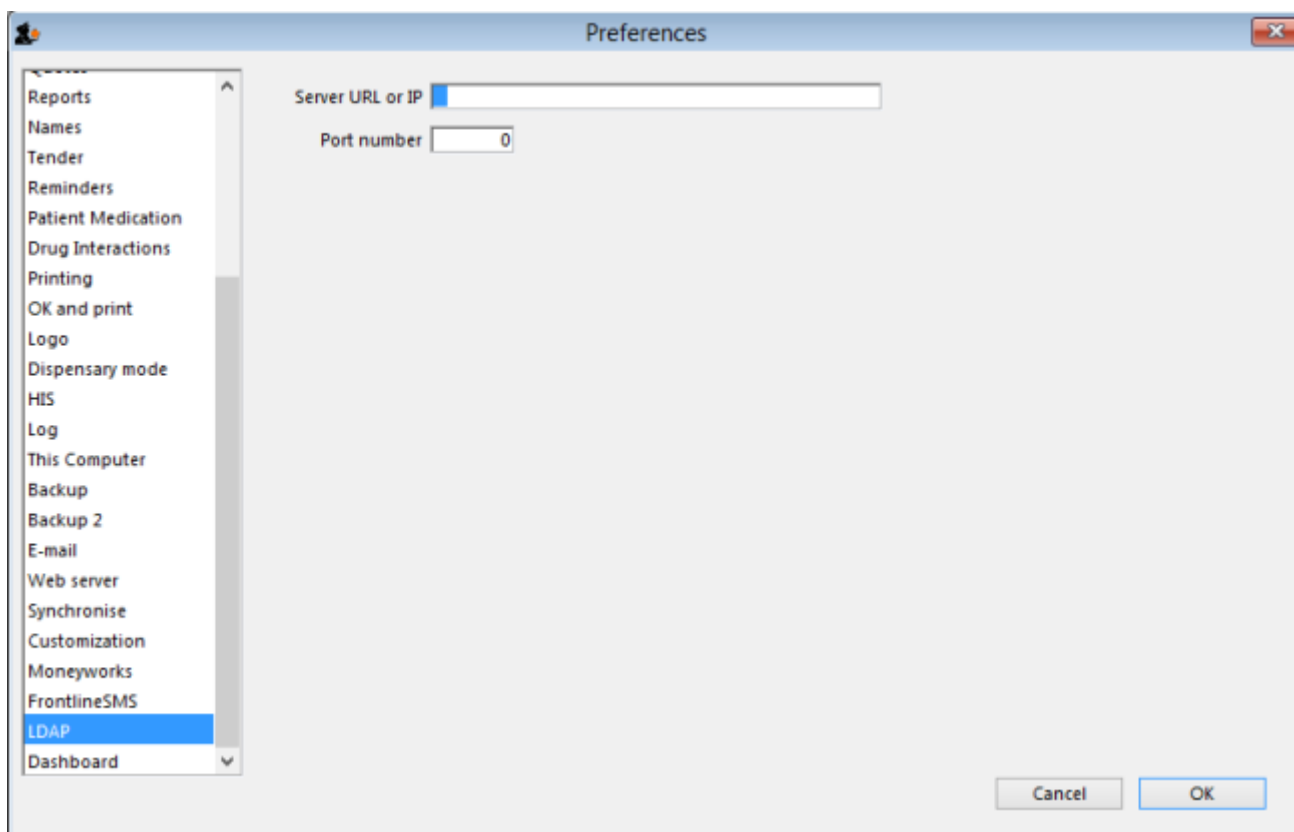 Preferences
Reports
Names
Tender
Reminders
Patient Medication
Drug Interactions
Printing
OK and print
Logo
Dispensary mode
HIS
Log
This Computer
Backup
Backup 2
E-mail
Web server
Synchronise
Customization
Moneyworks
FrontlineSMS
LDAP
Dashboard
Server URL or IP
Port number 0
Cancel OK